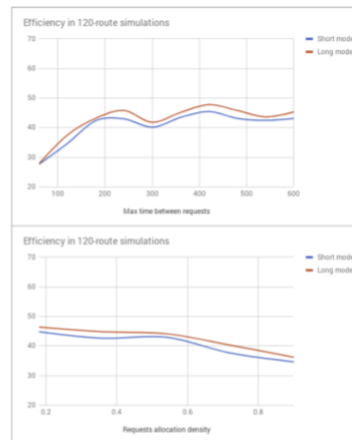 Efficiency in 120-route simulations
70
60
50
40
30
20
Short mode
Long mode
100
200
300
400
500
600
Max time between requests
Efficiency in 120-route simulations
70
60
50
40
30
20
Short mode
Long mode
0.2
0.4
0.6
0.8
Requests allocation density